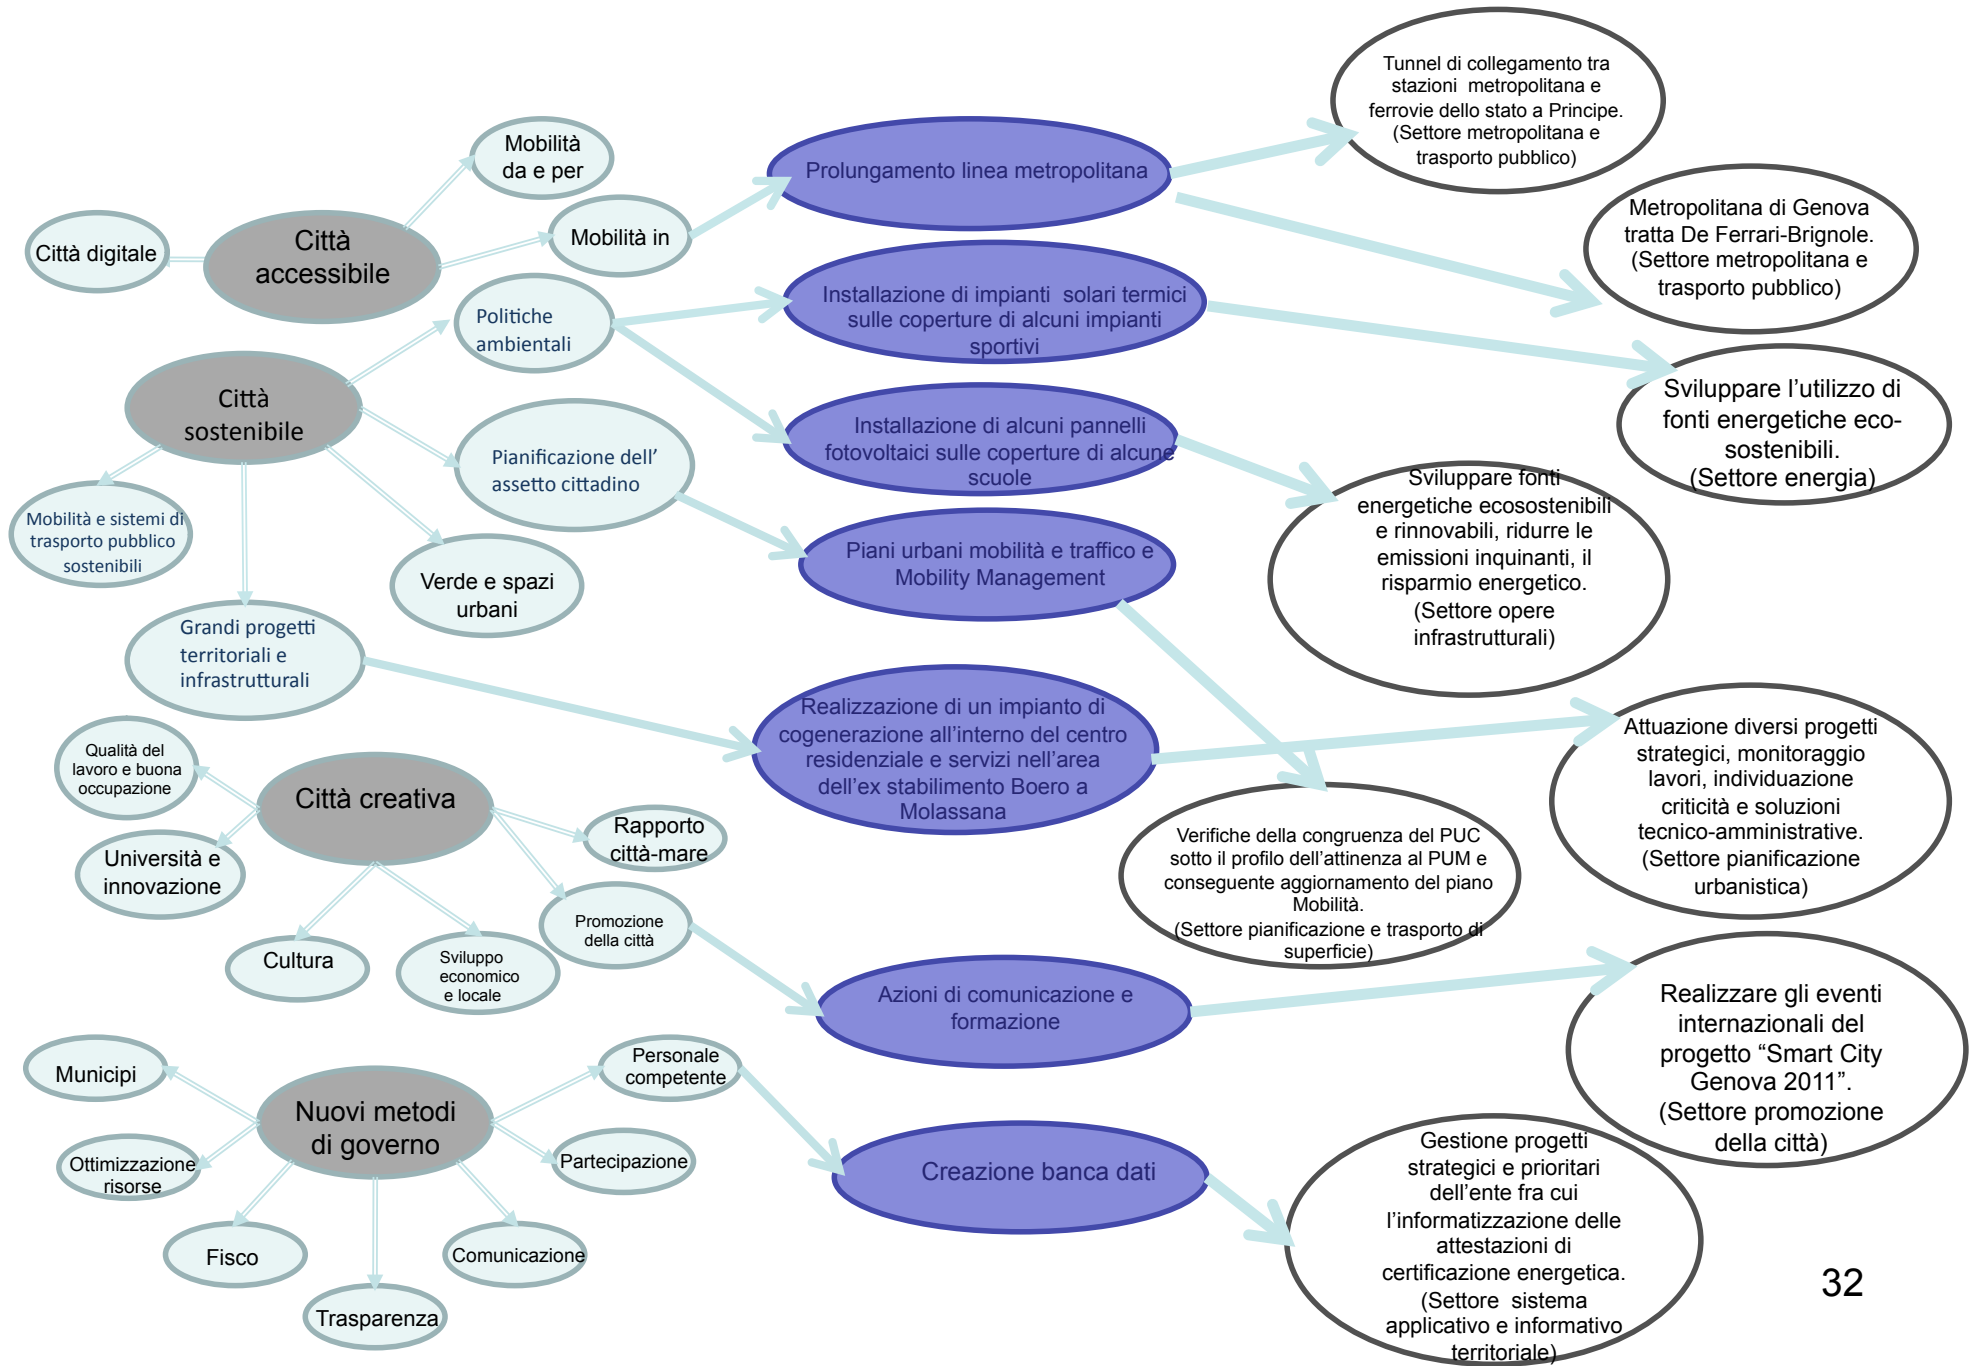 Tunnel di collegamento tra
stazioni metropolitana e
ferrovie dello stato a Principe.
(Settore metropolitana e
trasporto pubblico)
Mobilità
da e per
Prolungamento linea metropolitana
Metropolitana di Genova
tratta De Ferrari-Brignole.
(Settore metropolitana e
trasporto pubblico)
Città digitale
Città
accessibile
Mobilità in
Politiche
ambientali
Installazione di impianti solari termici
sulle coperture di alcuni impianti
sportivi
Sviluppare l’utilizzo di
fonti energetiche eco-
sostenibili.
(Settore energia)
Città
sostenibile
Pianificazione dell’
assetto cittadino
Installazione di alcuni pannelli
fotovoltaici sulle coperture di alcune
scuole
Sviluppare fonti
energetiche ecosostenibili
e rinnovabili, ridurre le
emissioni inquinanti, il
risparmio energetico.
(Settore opere
infrastrutturali)
Mobilità e sistemi di
trasporto pubblico
sostenibili
Verde e spazi
urbani
Piani urbani mobilità e traffico e
Mobility Management
Grandi progetti
territoriali e
infrastrutturali
Realizzazione di un impianto di
cogenerazione all’interno del centro
residenziale e servizi nell’area
dell’ex stabilimento Boero a
Molassana
Attuazione diversi progetti
strategici, monitoraggio
lavori, individuazione
criticità e soluzioni
tecnico-amministrative.
(Settore pianificazione
urbanistica)
Qualità del
lavoro e buona
occupazione
Città creativa
Rapporto
città-mare
Università e
innovazione
Verifiche della congruenza del PUC
sotto il profilo dell’attinenza al PUM e
conseguente aggiornamento del piano
Mobilità.
(Settore pianificazione e trasporto di
superficie)
Promozione
della città
Cultura
Sviluppo
economico
e locale
Azioni di comunicazione e
formazione
Realizzare gli eventi
internazionali del
progetto “Smart City
Genova 2011”.
(Settore promozione
della città)
Municipi
Personale
competente
Nuovi metodi
di governo
Ottimizzazione
risorse
Partecipazione
Creazione banca dati
Gestione progetti
strategici e prioritari
dell’ente fra cui
l’informatizzazione delle
attestazioni di
certificazione energetica.
(Settore sistema
applicativo e informativo
territoriale)
Fisco
Comunicazione
Trasparenza
32